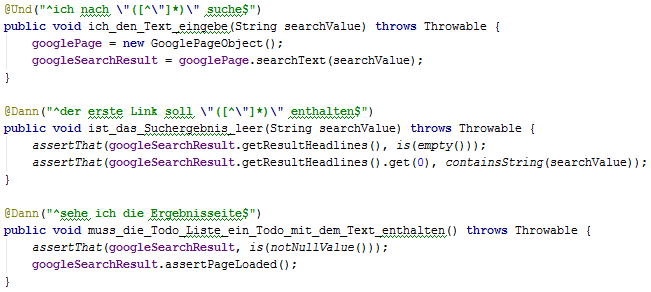 @Und("^ich nach \"([^\"]*)\" suche$")
public void ich_den_Text_eingebe(String searchValue) throws Throwable {
    googlePage = new GooglePageObject();
    googleSearchResult = googlePage.searchText(searchValue);
}
@Dann("^der erste Link soll \"([^\"]*)\" enthalten$")
public void ist_das_Suchergebnis_leer(String searchValue) throws Throwable {
    assertThat(googleSearchResult.getResultHeadlines(), is(empty()));
    assertThat(googleSearchResult.getResultHeadlines().get(0), containsString(searchValue));
}
@Dann("^sehe ich die Ergebnisseite$")
public void muss_die_Todo_Liste_ein_Todo_mit_dem_Text_enthalten() throws Throwable {
    assertThat(googleSearchResult, is(notNullValue()));
    googleSearchResult.assertPageLoaded();
}